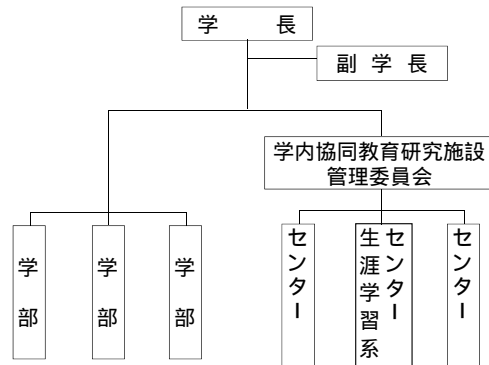 学長
副学長
学内協同教育研究施設
管理委員会
学部
学部
学部
センター
センター
生涯学習系
センター